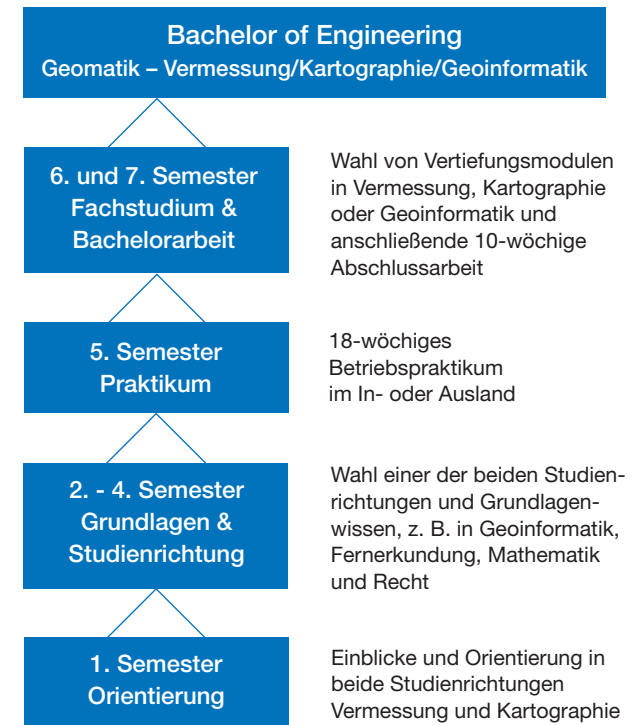 Bachelor of Engineering
Geomatik – Vermessung/Kartographie/Geoinformatik
6. und 7. Semester
Fachstudium &
Bachelorarbeit
Wahl von Vertiefungsmodulen
in Vermessung, Kartographie
oder Geoinformatik und
anschließende 10-wöchige
Abschlussarbeit
5. Semester
Praktikum
18-wöchiges
Betriebspraktikum
im In- oder Ausland
2. - 4. Semester
Grundlagen &
Studienrichtung
Wahl einer der beiden Studien-
richtungen und Grundlagen-
wissen, z. B. in Geoinformatik,
Fernerkundung, Mathematik
und Recht
1. Semester
Orientierung
Einblicke und Orientierung in
beide Studienrichtungen
Vermessung und Kartographie